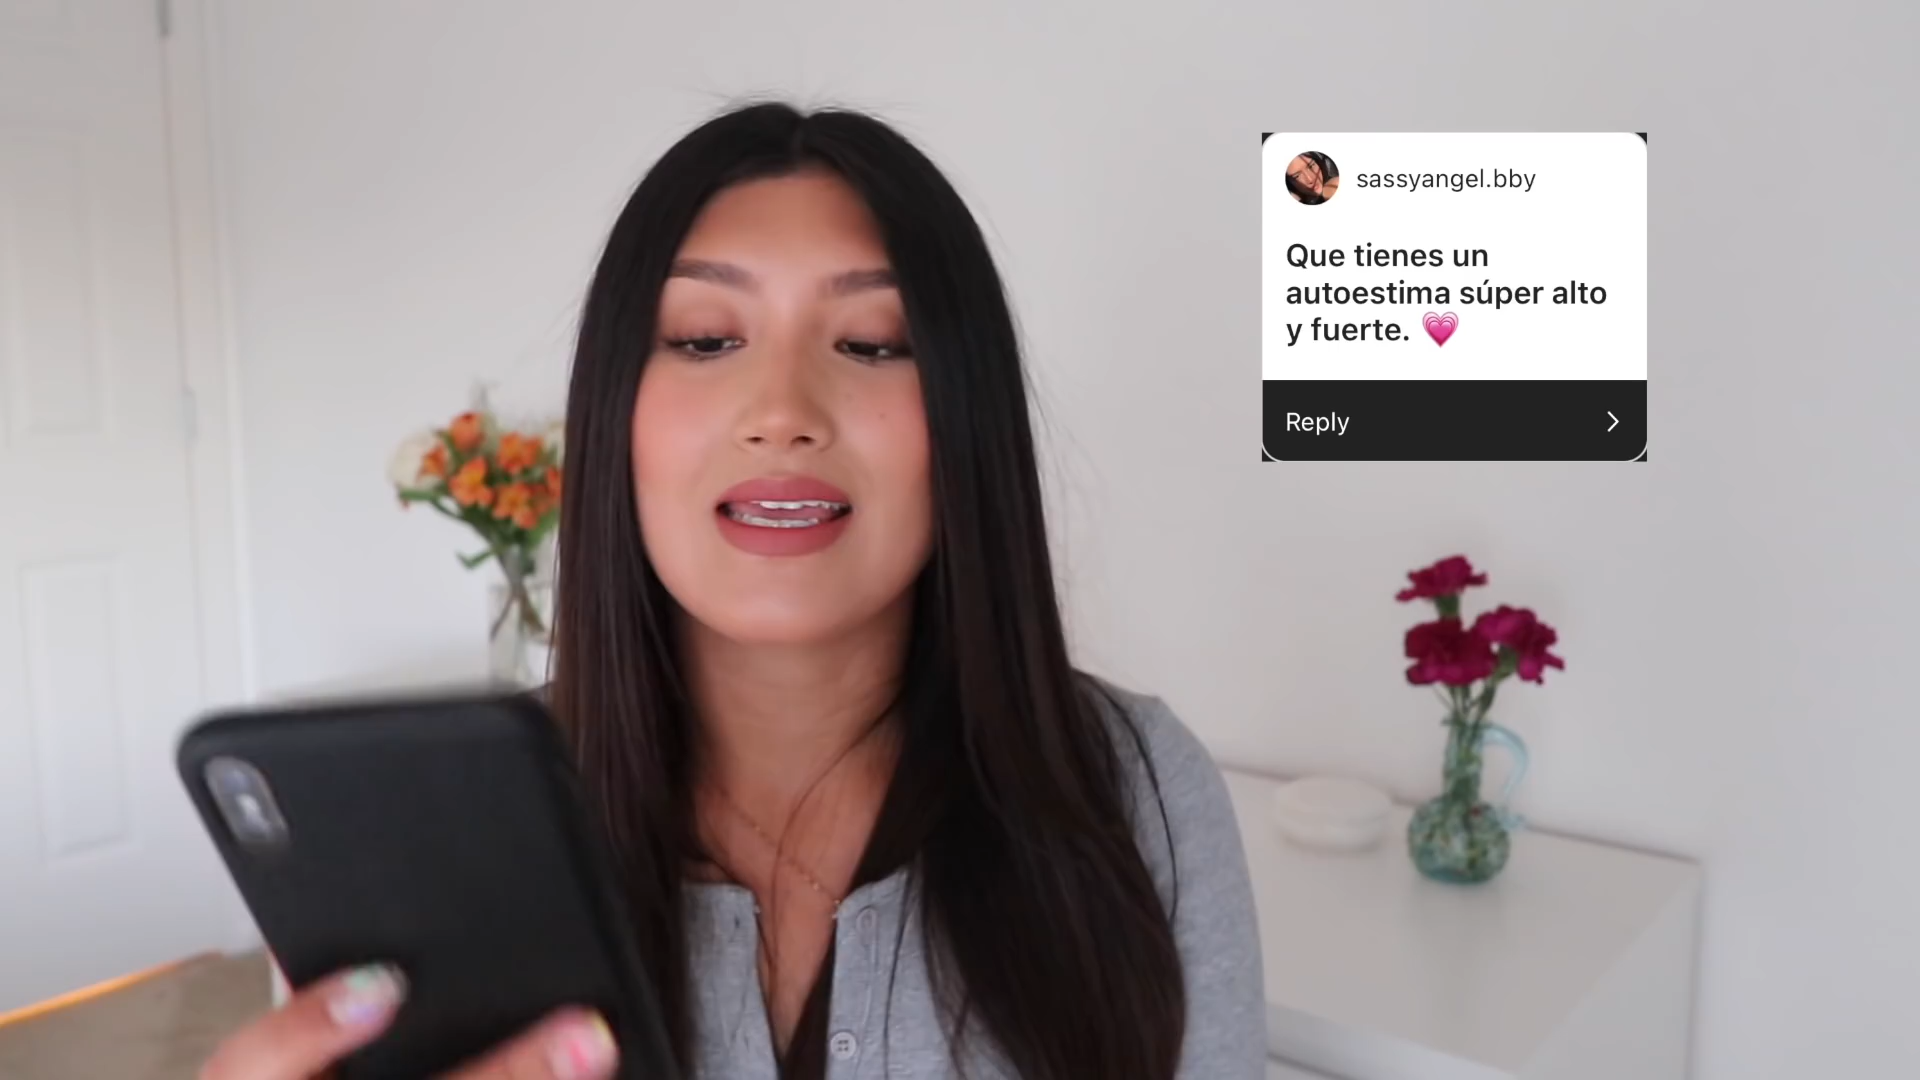 sassyangel.bby
Que tienes un
autoestima súper alto
y fuerte. 💗
Reply